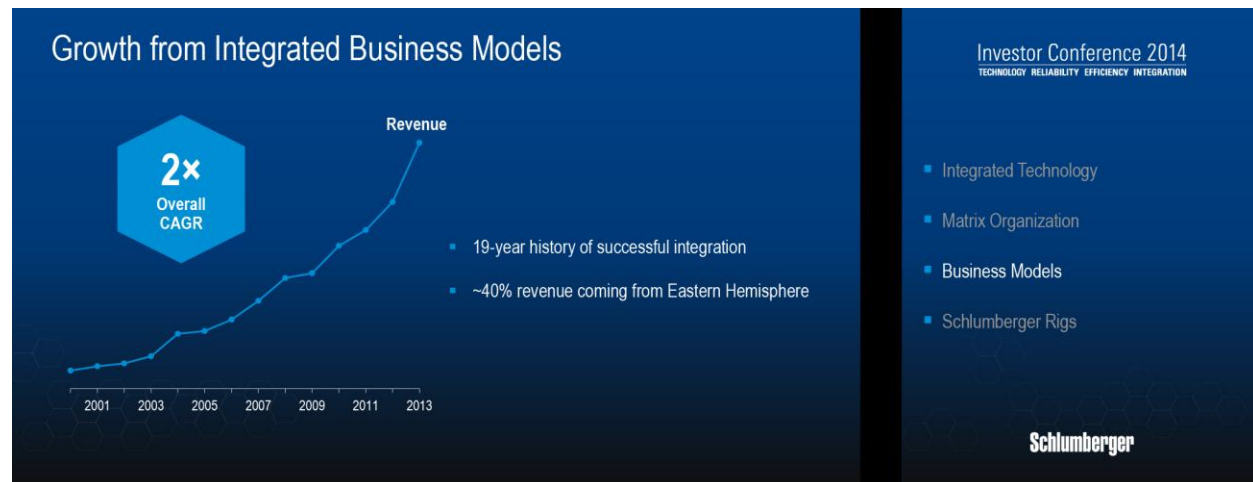 Growth from Integrated Business Models
2×
Overall
CAGR
Revenue
19-year history of successful integration
~40% revenue coming from Eastern Hemisphere
2001 2003 2005 2007 2009 2011 2013
Investor Conference 2014
TECHNOLOGY RELIABILITY EFFICIENCY INTEGRATION
Integrated Technology
Matrix Organization
Business Models
Schlumberger Rigs
Schlumberger